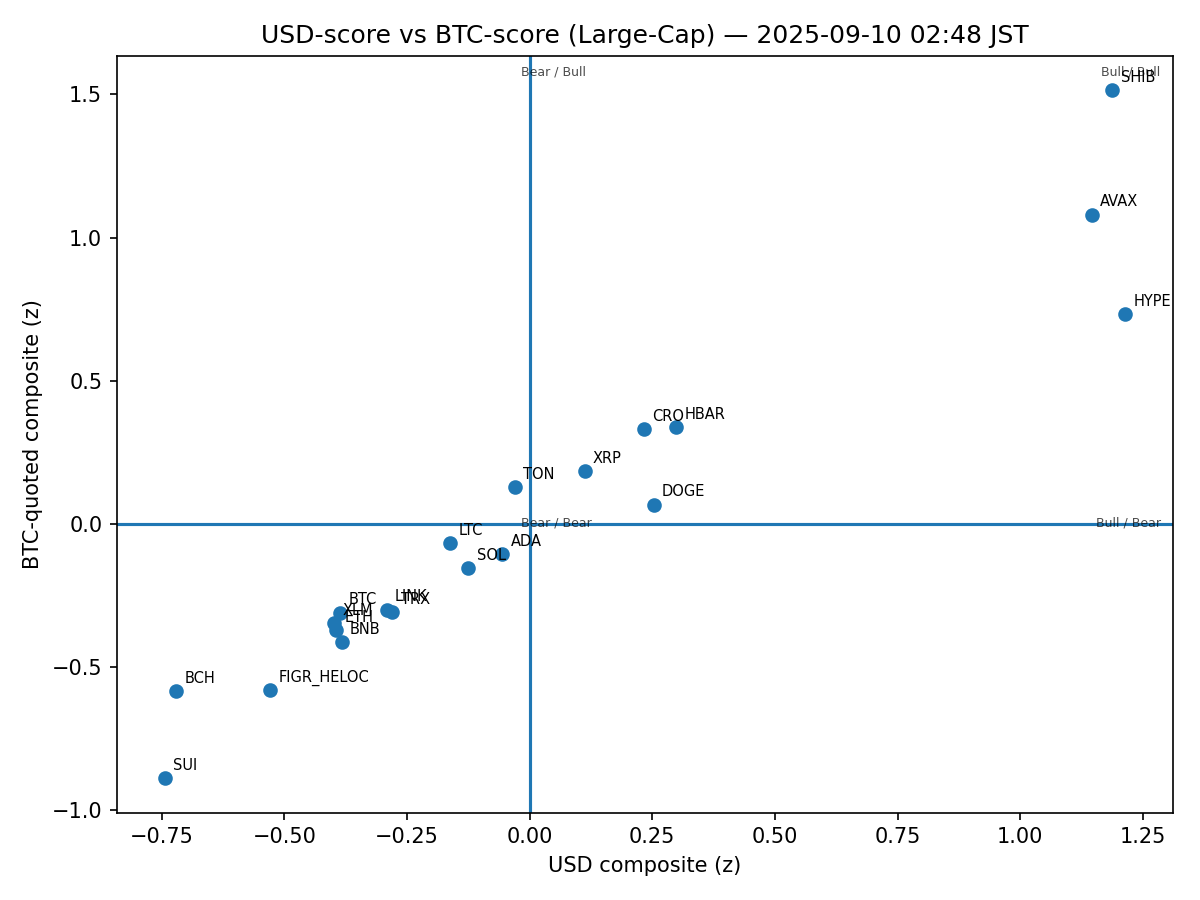 USD-score vs BTC-score (Large-Cap) — 2025-09-10 02:48 JST
Bear / Bull
Bull / Bull
SHIB
AVAX
HYPE
CRO
HBAR
XRP
TON
DOGE
Bear / Bear
Bull / Bear
LTC
ADA
SOL
BTC
LINK
TRX
XLM
ETH
BNB
BCH
FIGR_HELOC
SUI
1.5
1.0
0.5
0.0
−0.5
−1.0
BTC-quoted composite (z)
−0.75
−0.50
−0.25
0.00
0.25
0.50
0.75
1.00
1.25
USD composite (z)